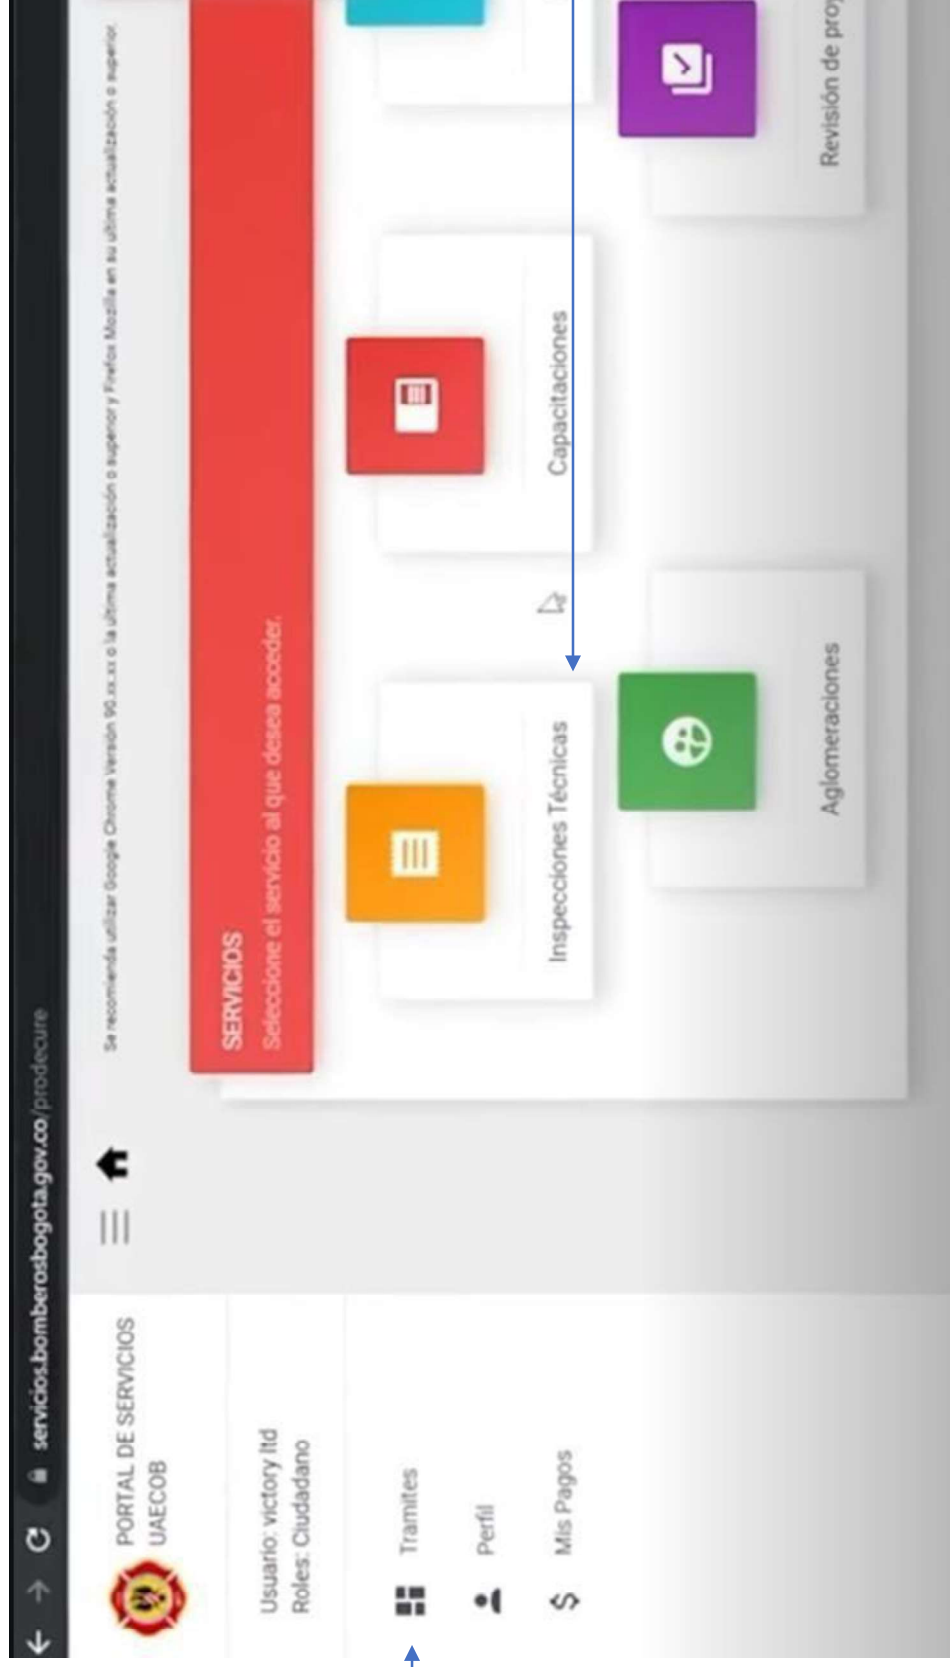 servicios.bomberosbogota.gov.co/prodecure
PORTAL DE SERVICIOS
UAECOB
Se recomienda utilizar Google Chrome Versión 90.xx.xx o la última actualización o superior y Firefox Mozilla en su última actualización o superior.
Usuario: victory ltd
Roles: Ciudadano
Tramites
Perfil
Mis Pagos
SERVICIOS
Seleccione el servicio al que desea acceder.
Inspecciones Técnicas
Capacitaciones
Aglomeraciones
Revisión de proy